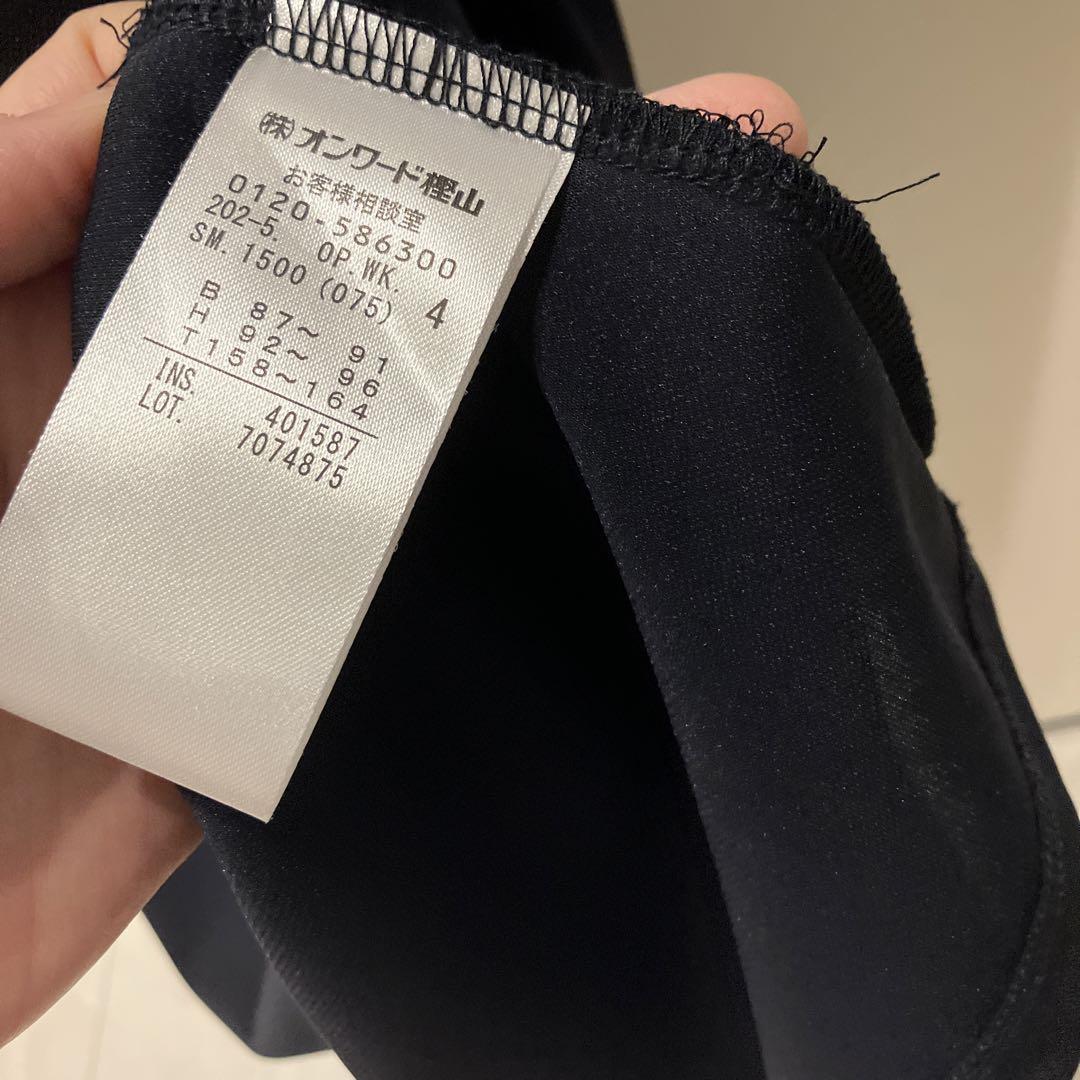 (株)オンワード樫山
お客様相談室
0120-586300
202-5. OP.WK. 4
SM. 1500 (075)
B 87〜 91
H 92〜 96
T158〜164
INS. 401587
LOT. 7074875